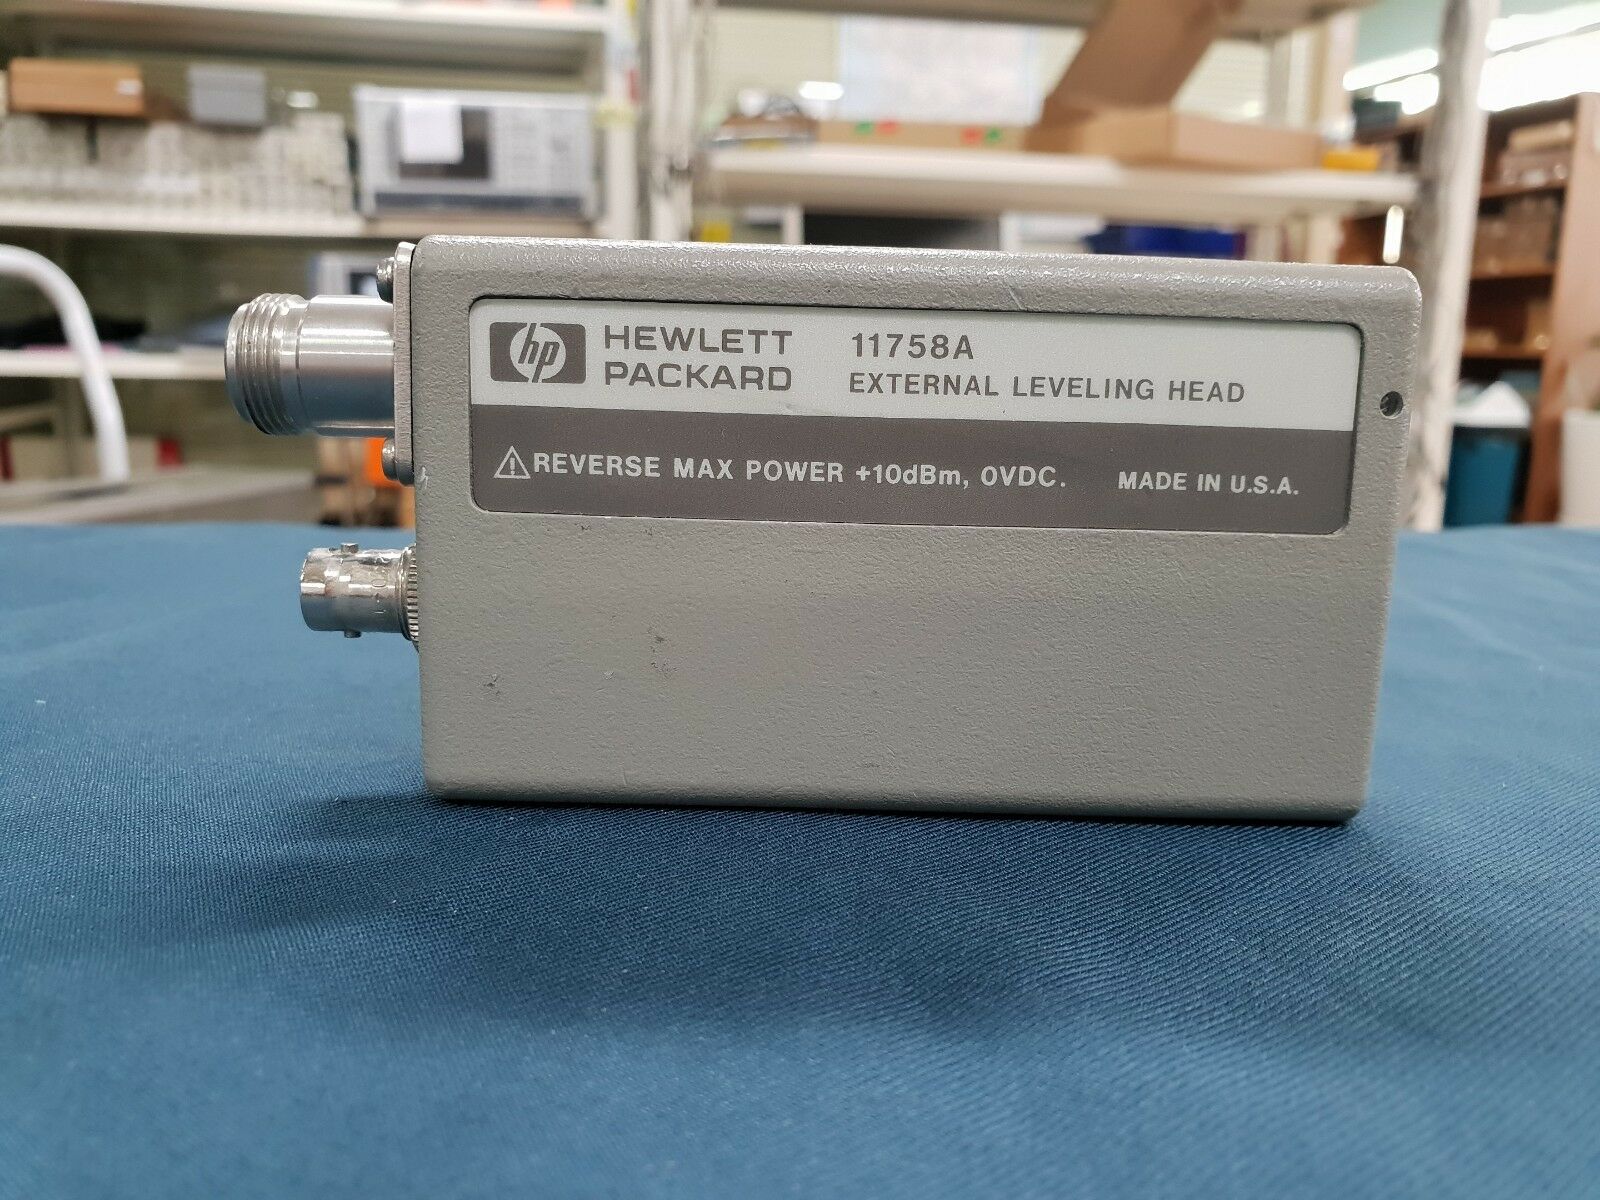 hp HEWLETT PACKARD
11758A
EXTERNAL LEVELING HEAD
⚠ REVERSE MAX POWER +10dBm, 0VDC. MADE IN U.S.A.